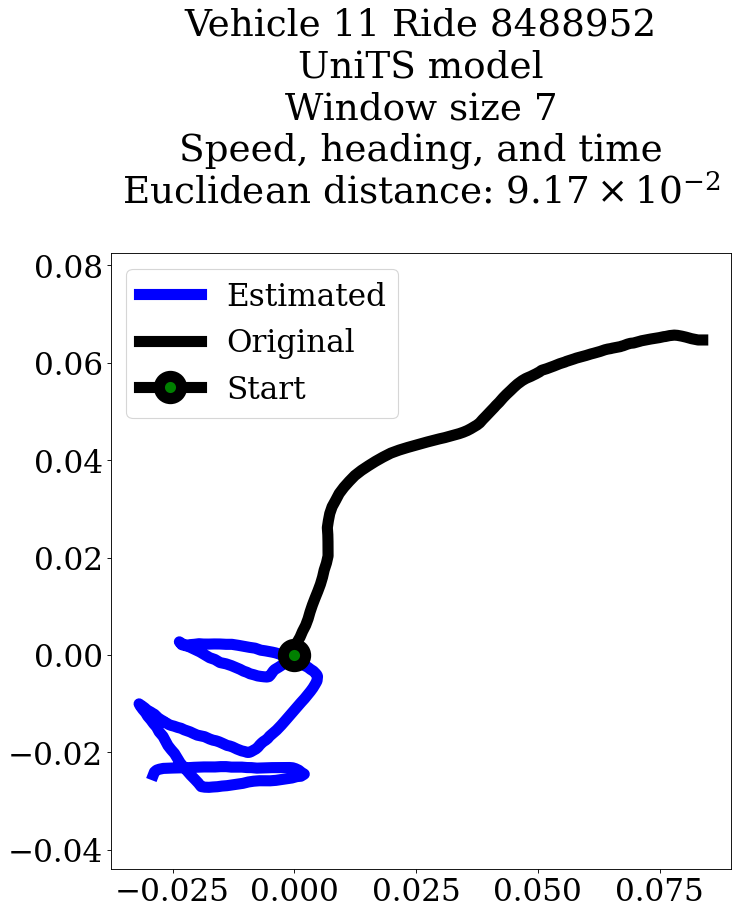 Vehicle 11 Ride 8488952
UniTS model
Window size 7
Speed, heading, and time
Euclidean distance: 9.17 × 10⁻²
0.08
Estimated
Original
Start
0.06
0.04
0.02
0.00
−0.02
−0.04
−0.025 0.000 0.025 0.050 0.075